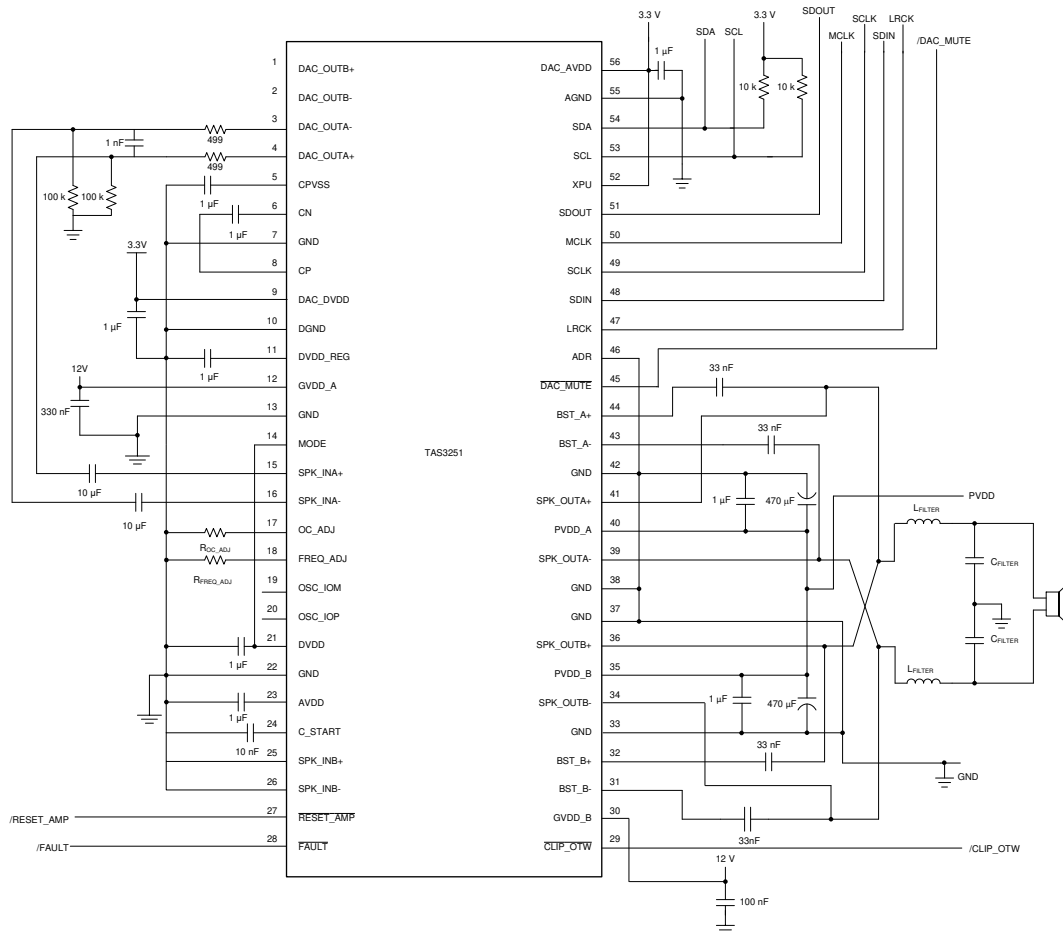 3.3 V
3.3 V
SDOUT
SCLK
LRCK
SDA
SCL
MCLK
SDIN
/DAC_MUTE
1 µF
10 k
10 k
1
DAC_OUTB+
2
DAC_OUTB-
3
DAC_OUTA-
4
DAC_OUTA+
5
CPVSS
6
CN
7
GND
8
CP
9
DAC_DVDD
10
DGND
11
DVDD_REG
12
GVDD_A
13
GND
14
MODE
15
SPK_INA+
16
SPK_INA-
17
OC_ADJ
18
FREQ_ADJ
19
OSC_IOM
20
OSC_IOP
21
DVDD
22
GND
23
AVDD
24
C_START
25
SPK_INB+
26
SPK_INB-
27
RESET_AMP
28
FAULT
TAS3251
DAC_AVDD
56
AGND
55
SDA
54
SCL
53
XPU
52
SDOUT
51
MCLK
50
SCLK
49
SDIN
48
LRCK
47
ADR
46
DAC_MUTE
45
BST_A+
44
BST_A-
43
GND
42
SPK_OUTA+
41
PVDD_A
40
SPK_OUTA-
39
GND
38
GND
37
SPK_OUTB+
36
PVDD_B
35
SPK_OUTB-
34
GND
33
BST_B+
32
BST_B-
31
GVDD_B
30
CLIP_OTW
29
1 nF
499
499
100 k
100 k
1 µF
1 µF
3.3V
1 µF
1 µF
12V
330 nF
10 µF
10 µF
ROC_ADJ
RFREQ_ADJ
1 µF
1 µF
10 nF
/RESET_AMP
/FAULT
33 nF
33 nF
1 µF
470 µF
PVDD
LFILTER
CFILTER
CFILTER
LFILTER
1 µF
470 µF
33 nF
GND
33nF
/CLIP_OTW
12 V
100 nF